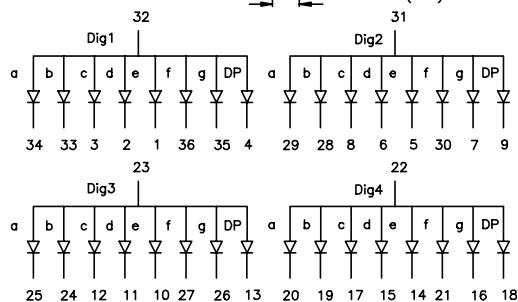 32 31
Dig1 Dig2
a b c d e f g DP a b c d e f g DP
34 33 3 2 1 36 35 4 29 28 8 6 5 30 7 9
23 22
Dig3 Dig4
a b c d e f g DP a b c d e f g DP
25 24 12 11 10 27 26 13 20 19 17 15 14 21 16 18